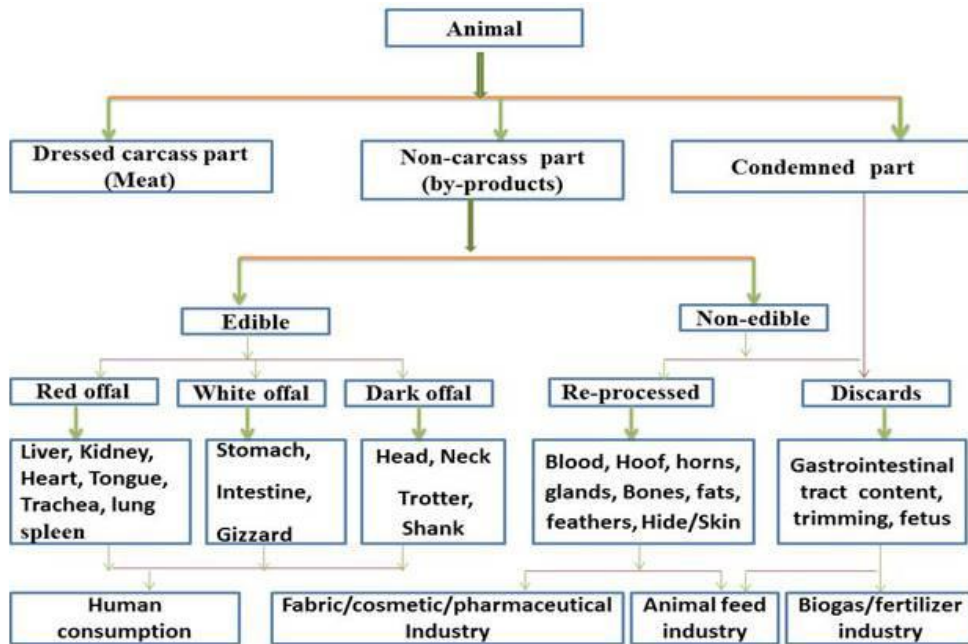 Animal
Dressed carcass part
(Meat)
Non-carcass part
(by-products)
Condemned part
Edible
Non-edible
Red offal
White offal
Dark offal
Re-processed
Discards
Liver, Kidney,
Heart, Tongue,
Trachea, lung
spleen
Stomach,
Intestine,
Gizzard
Head, Neck
Trotter,
Shank
Blood, Hoof, horns,
glands, Bones, fats,
feathers, Hide/Skin
Gastrointestinal
tract content,
trimming, fetus
Human
consumption
Fabric/cosmetic/pharmaceutical
Industry
Animal feed
industry
Biogas/fertilizer
industry